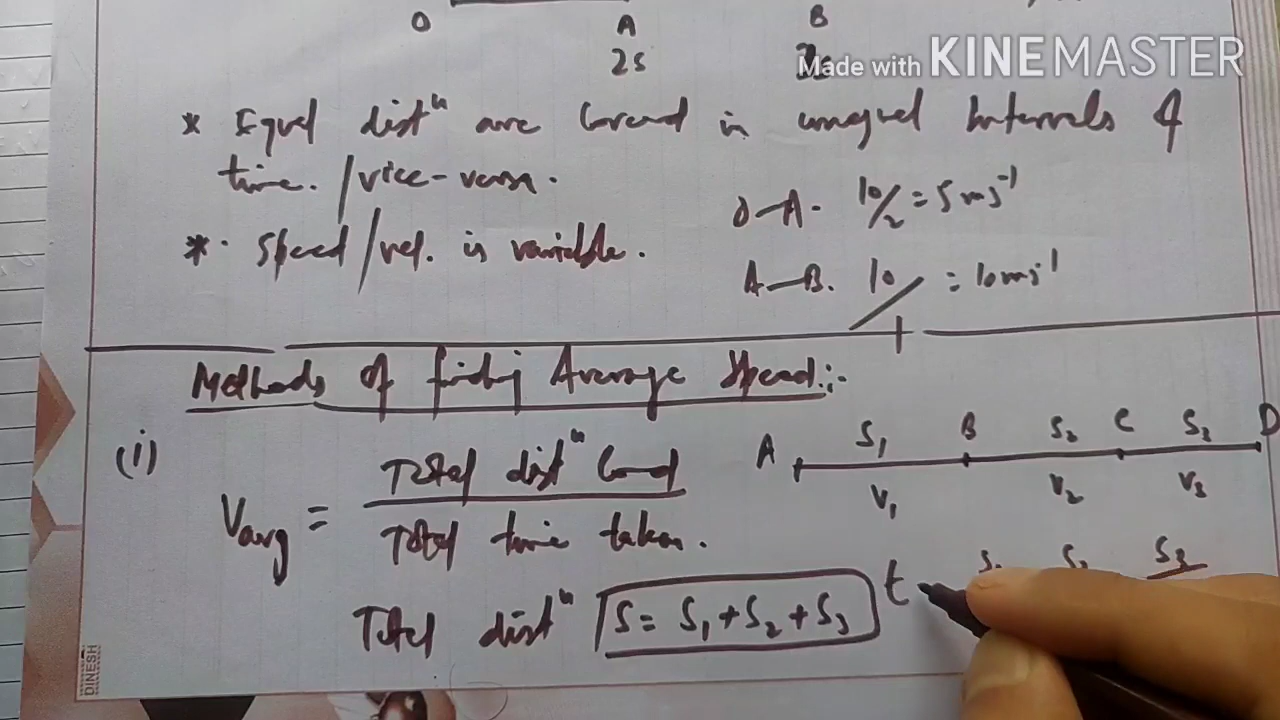 O A B
2s
Made with KINEMASTER
* Equal distⁿ are covered in unequal Intervals of
time. /vice-versa.
O—A. 10/2 = 5 ms⁻¹
* · Speed /vel. is variable.
A—B. 10/ = 10 ms⁻¹
Methods of finding Average Speed:-
(i)
Total distⁿ Cond
Vavg =
Total time taken.
A S₁ B S₂ C S₃ D
V₁ V₂ V₃
Total distⁿ S = S₁ + S₂ + S₃
t S₁ S₂ S₃
DINESH